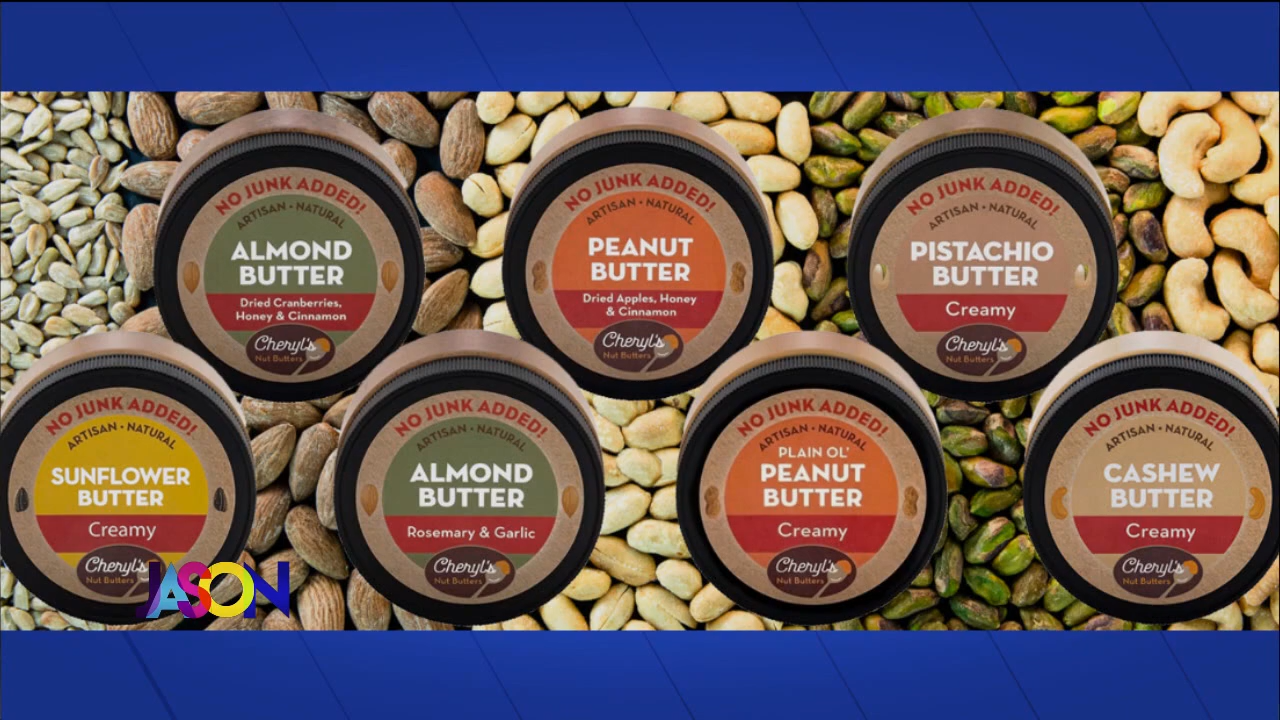 NO JUNK ADDED!
ARTISAN • NATURAL
ALMOND
BUTTER
Dried Cranberries,
Honey & Cinnamon
Cheryl's
Nut Butters
NO JUNK ADDED!
ARTISAN • NATURAL
PEANUT
BUTTER
Dried Apples, Honey
& Cinnamon
Cheryl's
Nut Butters
NO JUNK ADDED!
ARTISAN • NATURAL
PISTACHIO
BUTTER
Creamy
Cheryl's
Nut Butters
NO JUNK ADDED!
ARTISAN • NATURAL
SUNFLOWER
BUTTER
Creamy
Cheryl's
Nut Butters
JASON
NO JUNK ADDED!
ARTISAN • NATURAL
ALMOND
BUTTER
Rosemary & Garlic
Cheryl's
Nut Butters
NO JUNK ADDED!
ARTISAN • NATURAL
PLAIN OL'
PEANUT
BUTTER
Creamy
Cheryl's
Nut Butters
NO JUNK ADDED!
ARTISAN • NATURAL
CASHEW
BUTTER
Creamy
Cheryl's
Nut Butters